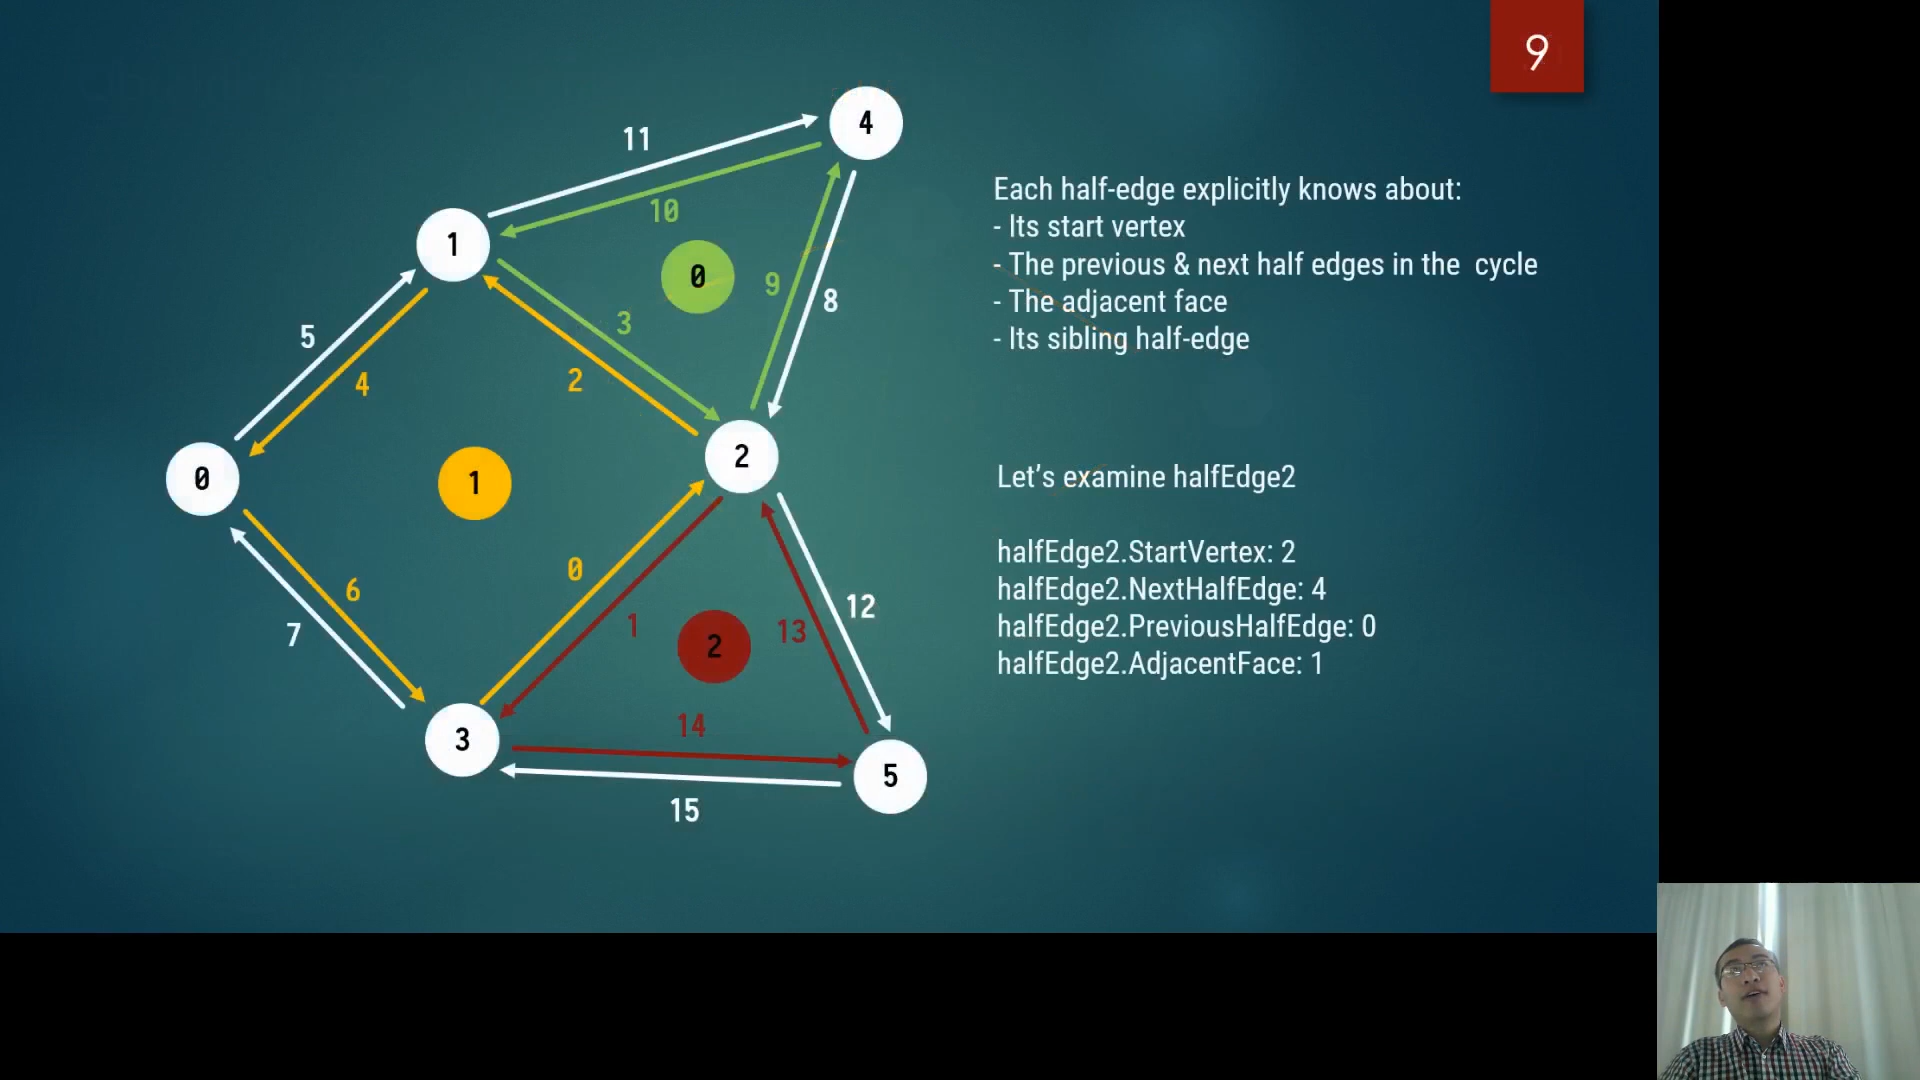 9
4
11
10
1
0
9
8
3
5
4
2
2
0
1
0
6
7
12
1
13
2
14
3
5
15
Each half-edge explicitly knows about:
- Its start vertex
- The previous & next half edges in the cycle
- The adjacent face
- Its sibling half-edge
Let's examine halfEdge2
halfEdge2.StartVertex: 2
halfEdge2.NextHalfEdge: 4
halfEdge2.PreviousHalfEdge: 0
halfEdge2.AdjacentFace: 1